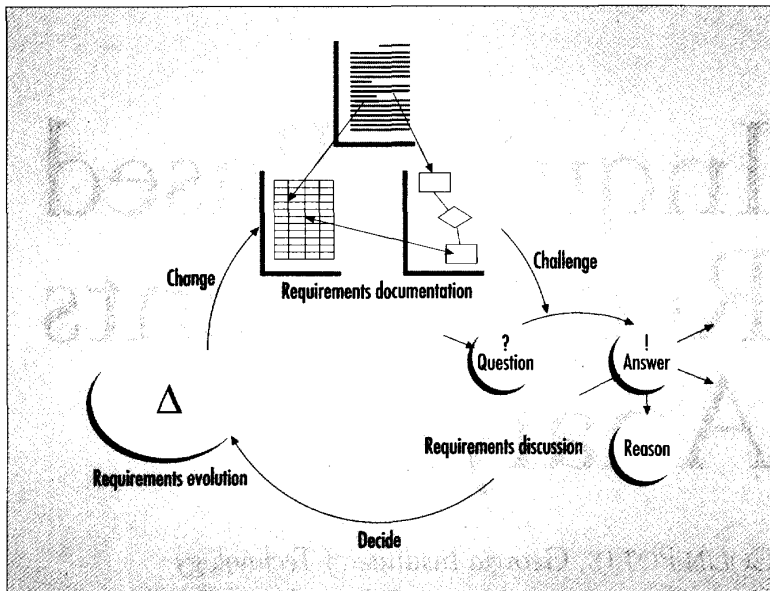 Change
Challenge
Requirements documentation
?
Question
!
Answer
Δ
Requirements discussion
Reason
Requirements evolution
Decide